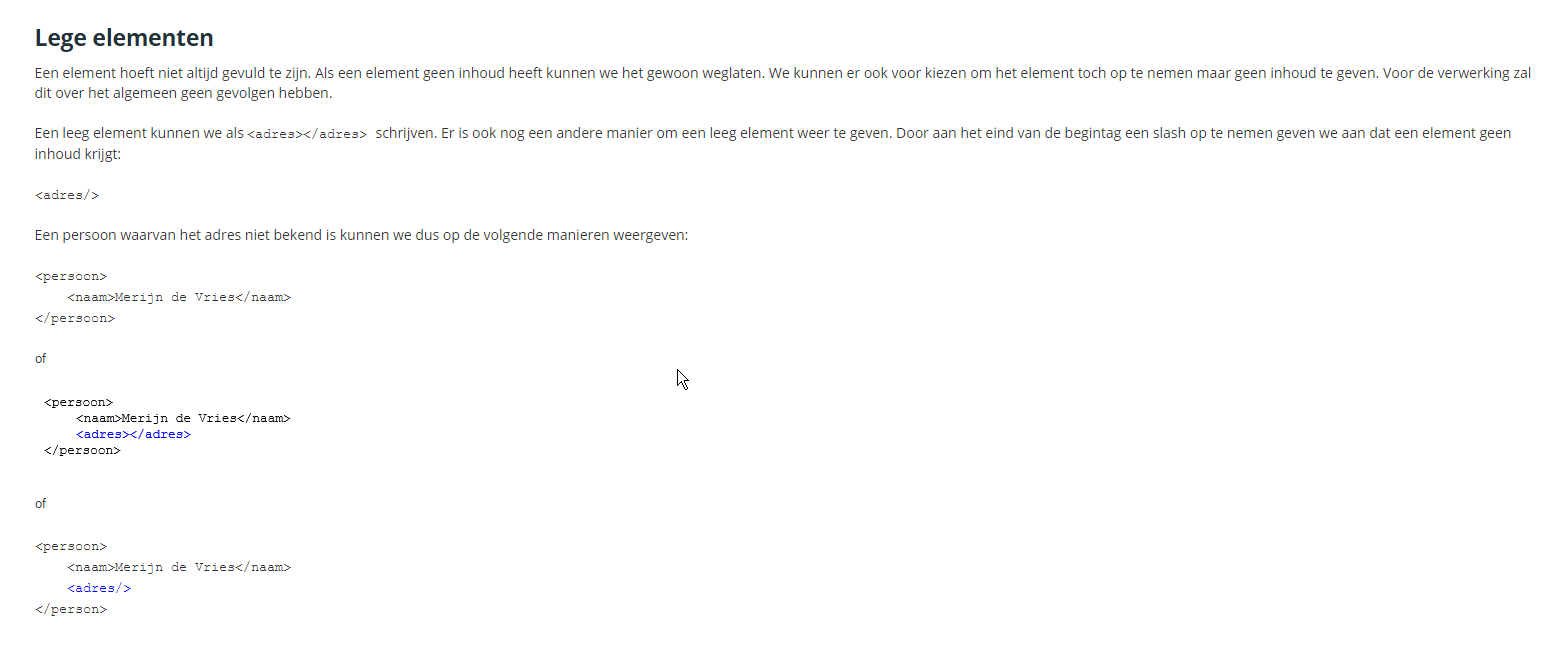 Lege elementen
Een element hoeft niet altijd gevuld te zijn. Als een element geen inhoud heeft kunnen we het gewoon weglaten. We kunnen er ook voor kiezen om het element toch op te nemen maar geen inhoud te geven. Voor de verwerking zal
dit over het algemeen geen gevolgen hebben.
Een leeg element kunnen we als <adres></adres> schrijven. Er is ook nog een andere manier om een leeg element weer te geven. Door aan het eind van de begintag een slash op te nemen geven we aan dat een element geen
inhoud krijgt:
<adres/>
Een persoon waarvan het adres niet bekend is kunnen we dus op de volgende manieren weergeven:
<persoon>
    <naam>Merijn de Vries</naam>
</persoon>
of
<persoon>
    <naam>Merijn de Vries</naam>
    <adres></adres>
</persoon>
of
<persoon>
    <naam>Merijn de Vries</naam>
    <adres/>
</person>